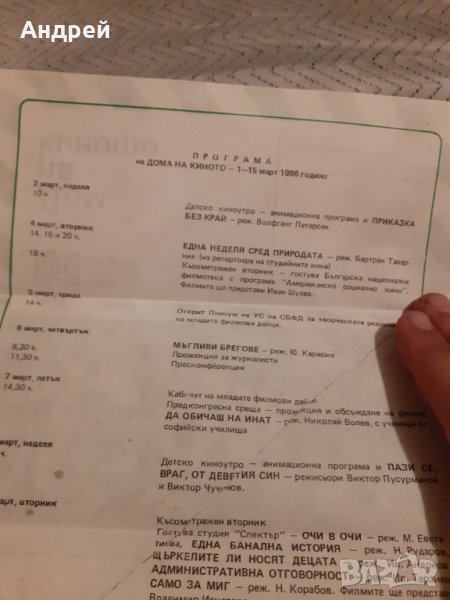 Андрей
ПРОГРАМА
на ДОМА НА КИНОТО – 1–15 март 1986 година
2 март, неделя
10 ч.
Детско киноутро – анимационна програма и ПРИКАЗКА
БЕЗ КРАЙ – реж. Волфганг Петерсен
4 март, вторник
14, 16 и 20 ч.
ЕДНА НЕДЕЛЯ СРЕД ПРИРОДАТА – реж. Бартран Тавер-
ние (из репертоара на студийните кина)
18 ч.
Късометражен вторник – гостува Българска национална
филмотека с програма "Американско социално кино".
Филмите ще представи Иван Шулев.
5 март, сряда
14 ч.
Открит Пленум на УС на СБФД за творческата
на младите филмови дейци.
6 март, четвъртък
8,30 ч.
МЪГЛИВИ БРЕГОВЕ – реж. Ю. Карасик
Прожекция за журналисти
11,30 ч.
Пресконференция
7 март, петък
14,30 ч.
Кабинет на младите филмови дейци
Предконгресна среща – прожекция и обсъждане на
ДА ОБИЧАШ НА ИНАТ – реж. Николай Волев, с ученици от
софийски училища
март, неделя
ч.
Детско киноутро – анимационна програма и ПАЗИ СЕ,
ВРАГ, ОТ ДЕВЕТИЯ СИН – режисьори Виктор Пусурманов
и Виктор Чугунов.
март, вторник
Късометражен вторник
Гостува студия "Спектър" – ОЧИ В ОЧИ – реж. М. Евста-
тиева, ЕДНА БАНАЛНА ИСТОРИЯ – реж. Н. Рударов,
ЩЪРКЕЛИТЕ ЛИ НОСЯТ ДЕЦАТА
АДМИНИСТРАТИВНА ОТГОВОРНОСТ
САМО ЗА МИГ – реж. Н. Корабов. Филмите ще представи
Владимир
Bazar